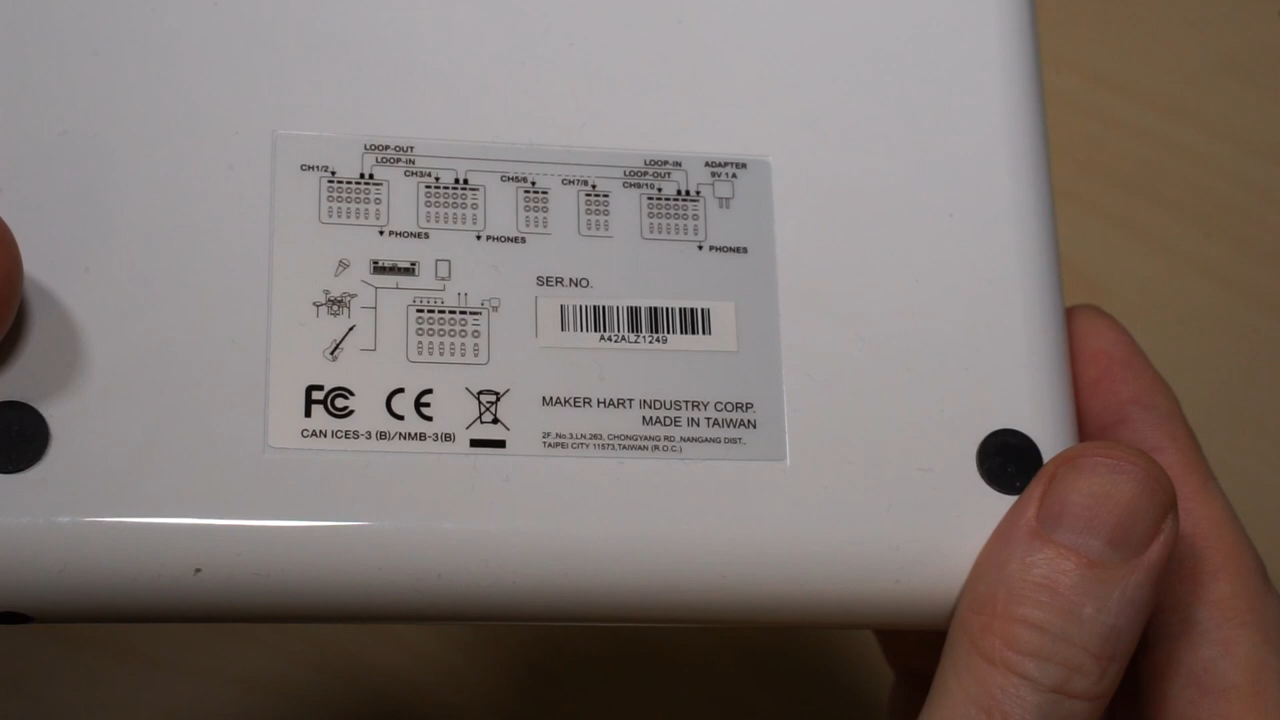 LOOP-OUT
LOOP-IN
CH1/2
CH3/4
CH5/6
CH7/8
LOOP-IN
LOOP-OUT
CH9/10
ADAPTER
9V 1 A
PHONES
PHONES
PHONES
SER.NO.
A42ALZ1249
FC CE
CAN ICES-3 (B)/NMB-3(B)
MAKER HART INDUSTRY CORP.
MADE IN TAIWAN
2F.,No.3,LN.263, CHONGYANG RD.,NANGANG DIST.,
TAIPEI CITY 11573,TAIWAN (R.O.C.)